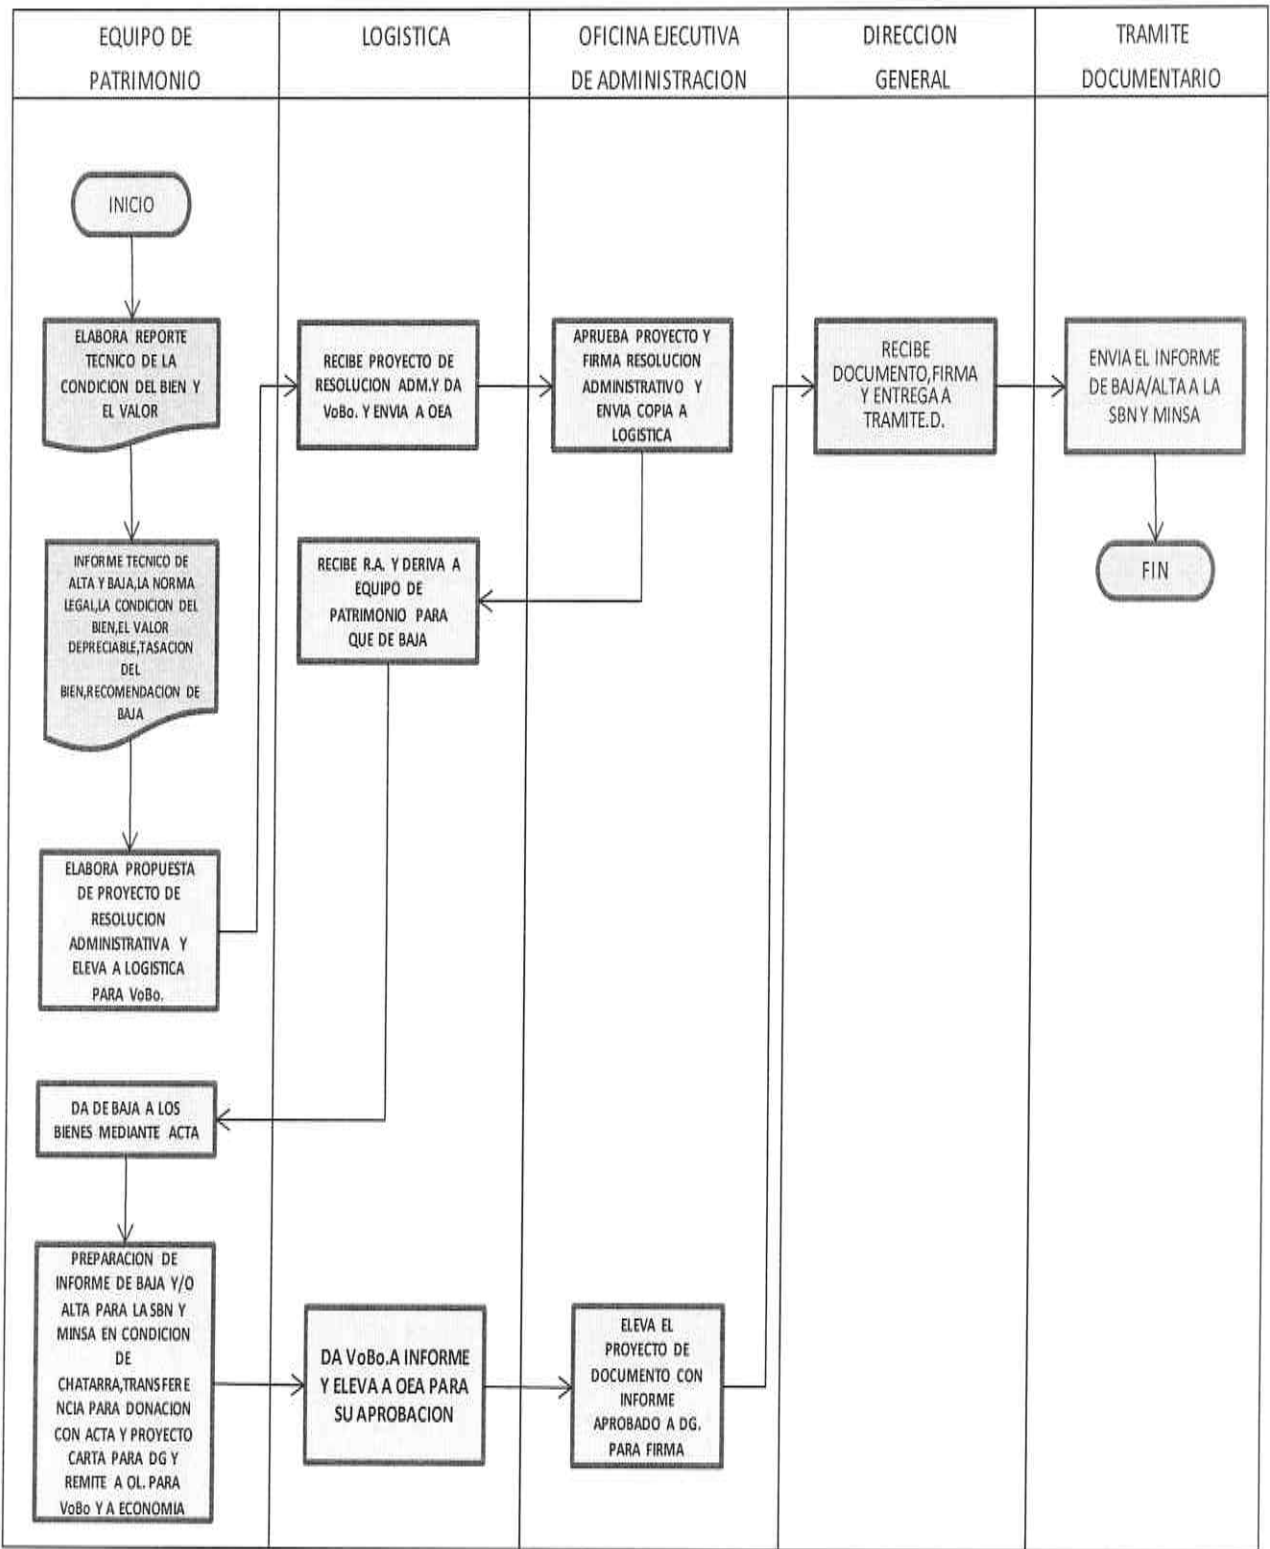 EQUIPO DE
PATRIMONIO
LOGISTICA
OFICINA EJECUTIVA
DE ADMINISTRACION
DIRECCION
GENERAL
TRAMITE
DOCUMENTARIO
INICIO
ELABORA REPORTE
TECNICO DE LA
CONDICION DEL BIEN Y
EL VALOR
INFORME TECNICO DE
ALTA Y BAJA,LA NORMA
LEGAL,LA CONDICION DEL
BIEN,EL VALOR
DEPRECIABLE,TASACION
DEL
BIEN,RECOMENDACION DE
BAJA
ELABORA PROPUESTA
DE PROYECTO DE
RESOLUCION
ADMINISTRATIVA Y
ELEVA A LOGISTICA
PARA VoBo.
RECIBE PROYECTO DE
RESOLUCION ADM.Y DA
VoBo. Y ENVIA A OEA
APRUEBA PROYECTO Y
FIRMA RESOLUCION
ADMINISTRATIVO Y
ENVIA COPIA A
LOGISTICA
RECIBE R.A. Y DERIVA A
EQUIPO DE
PATRIMONIO PARA
QUE DE BAJA
DA DE BAJA A LOS
BIENES MEDIANTE ACTA
PREPARACION DE
INFORME DE BAJA Y/O
ALTA PARA LA SBN Y
MINSA EN CONDICION
DE
CHATARRA,TRANSFERE
NCIA PARA DONACION
CON ACTA Y PROYECTO
CARTA PARA DG Y
REMITE A OL. PARA
VoBo Y A ECONOMIA
DA VoBo.A INFORME
Y ELEVA A OEA PARA
SU APROBACION
ELEVA EL
PROYECTO DE
DOCUMENTO CON
INFORME
APROBADO A DG.
PARA FIRMA
RECIBE
DOCUMENTO,FIRMA
Y ENTREGA A
TRAMITE.D.
ENVIA EL INFORME
DE BAJA/ALTA A LA
SBN Y MINSA
FIN